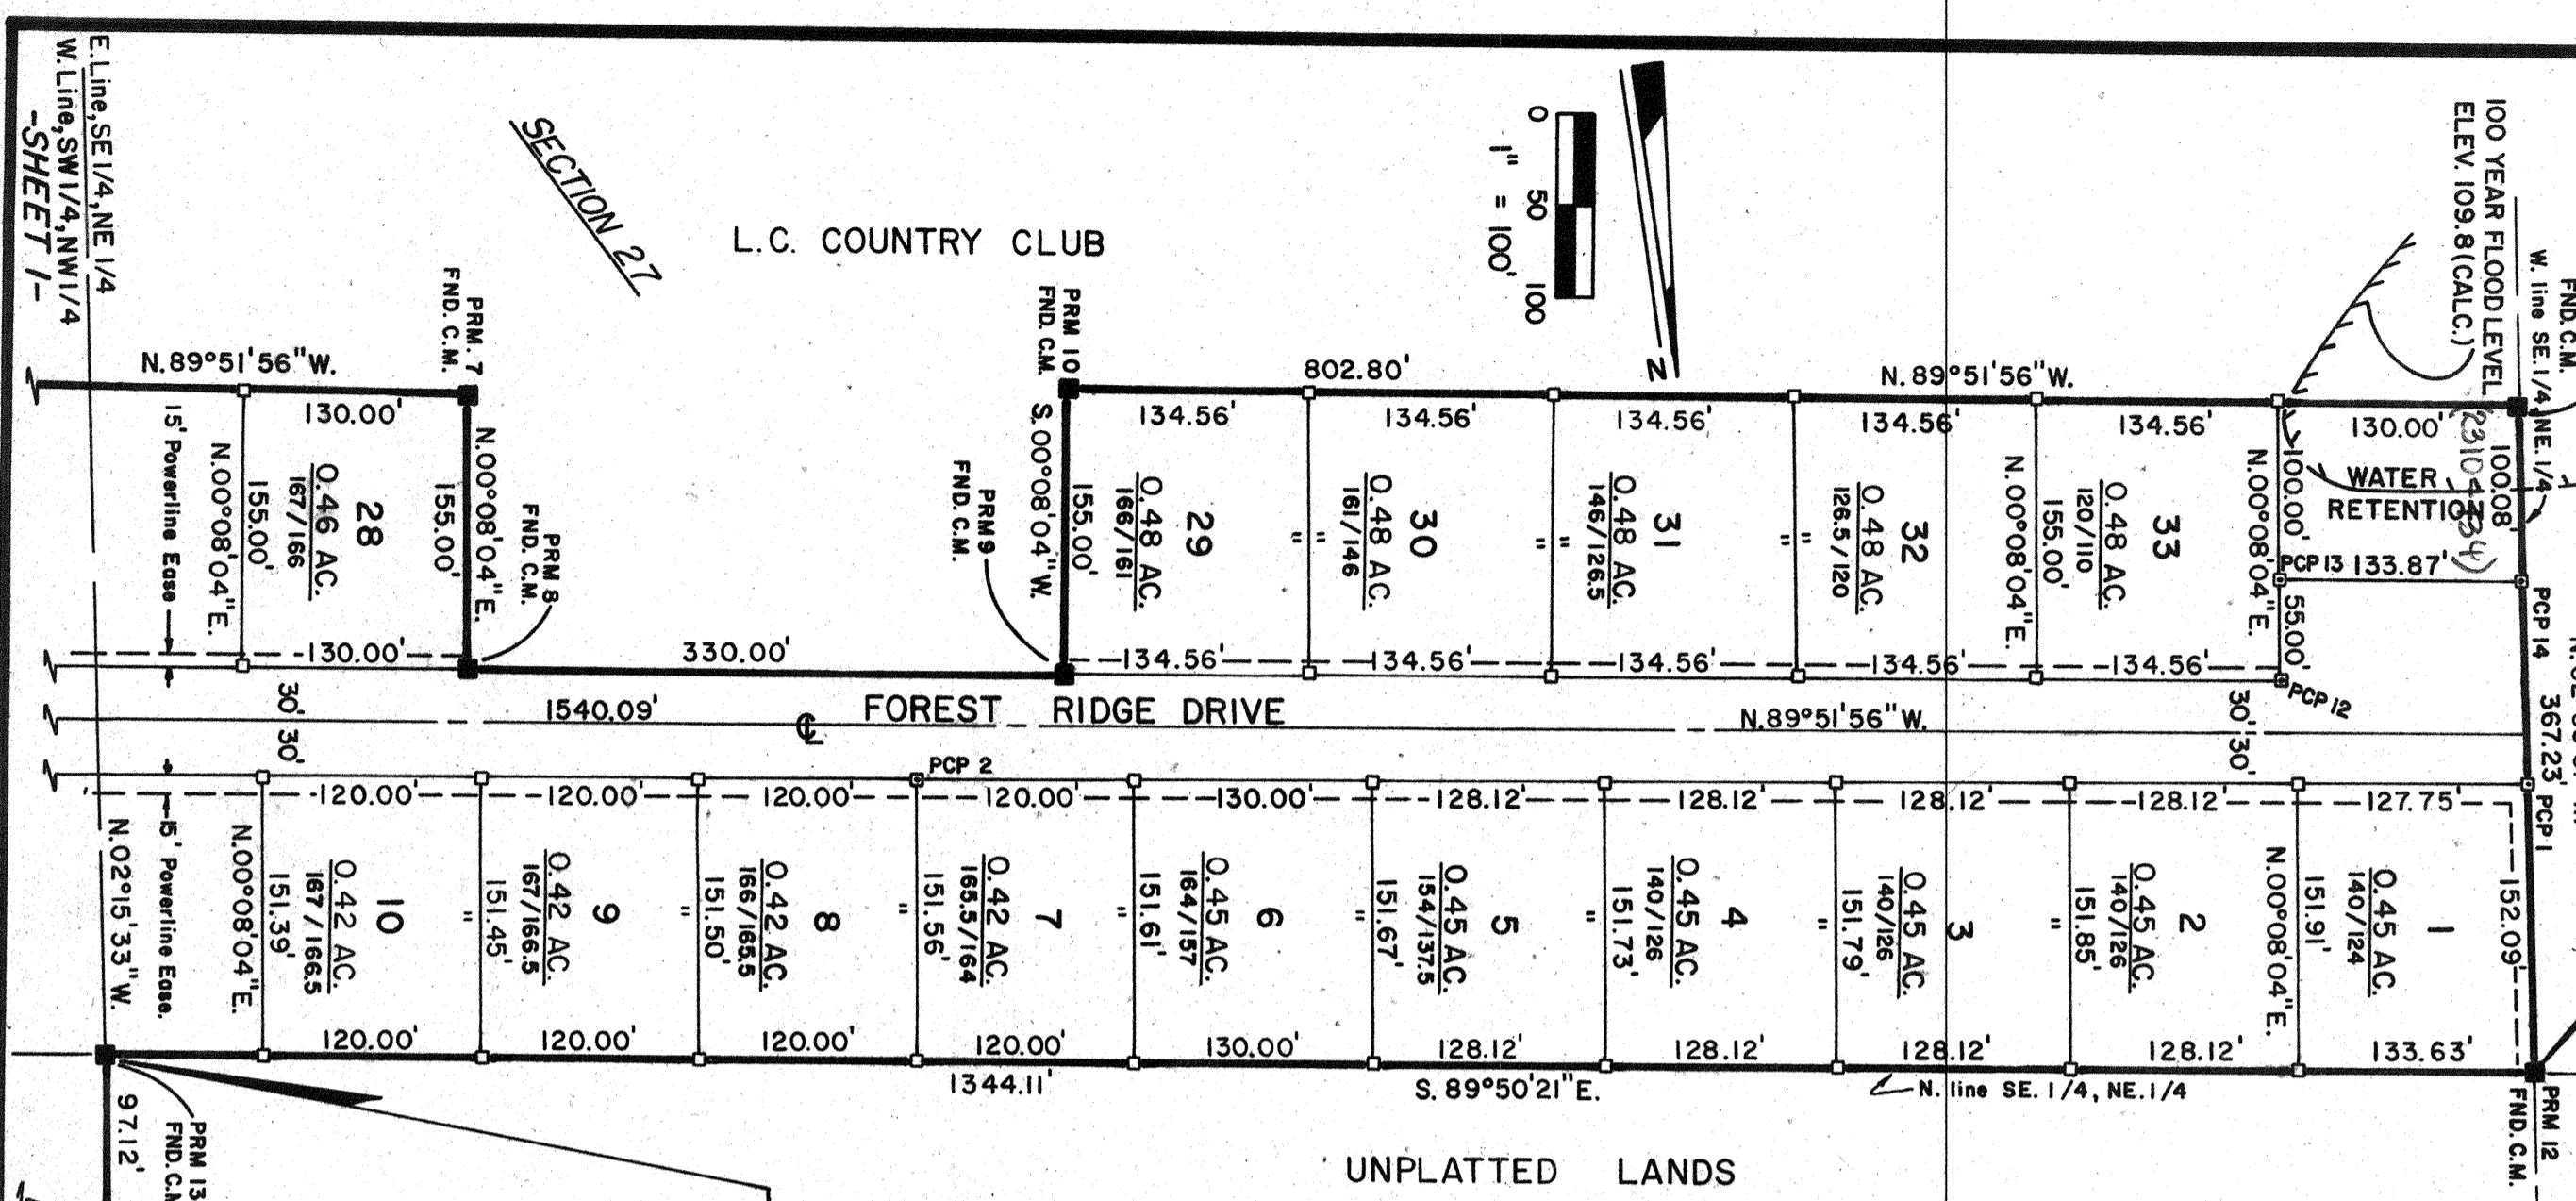 E.Line,SE 1/4,NE 1/4
W.Line,SW1/4,NW1/4
-SHEET 1-
SECTION 27
L.C. COUNTRY CLUB
0 50 100
1" = 100'
N
100 YEAR FLOOD LEVEL
ELEV. 109.8 (CALC.)
FND. C.M.
W. line SE.1/4, NE.1/4
PRM. 7
FND. C.M.
PRM 10
FND. C.M.
N.89°51'56"W.
802.80'
N.89°51'56"W.
130.00'
134.56'
134.56'
134.56'
134.56'
134.56'
130.00'
15' Powerline Ease
N.00°08'04"E.
155.00'
28
0.46 AC.
167/166
155.00'
N.00°08'04"E.
PRM 8
FND. C.M.
PRM 9
FND. C.M.
S.00°08'04"W.
155.00'
29
0.48 AC.
166/161
"
"
30
0.48 AC.
161/146
"
"
31
0.48 AC.
146/126.5
"
"
32
0.48 AC.
126.5/120
N.00°08'04"E.
155.00'
33
0.48 AC.
120/110
N.00°08'04"E.
100.00'
55.00'
WATER
RETENTION
100.08'
PCP 13
133.87'
PCP 14
367.23'
PCP 12
130.00'
330.00'
134.56'
134.56'
134.56'
134.56'
134.56'
30'
30'
1540.09'
℄
FOREST RIDGE DRIVE
N.89°51'56"W.
30'
30'
PCP 2
PCP 1
120.00'
120.00'
120.00'
120.00'
130.00'
128.12'
128.12'
128.12'
128.12'
127.75'
N.02°15'33"W.
15' Powerline Ease.
N.00°08'04"E.
151.39'
10
0.42 AC.
167/166.5
"
151.45'
9
0.42 AC.
167/166.5
"
151.50'
8
0.42 AC.
166/165.5
"
151.56'
7
0.42 AC.
165.5/164
"
151.61'
6
0.45 AC.
164/157
"
151.67'
5
0.45 AC.
154/137.5
"
151.73'
4
0.45 AC.
140/126
"
151.79'
3
0.45 AC.
140/126
"
151.85'
2
0.45 AC.
140/126
N.00°08'04"E.
151.91'
1
0.45 AC.
140/124
152.09'
120.00'
120.00'
120.00'
120.00'
130.00'
128.12'
128.12'
128.12'
128.12'
133.63'
1344.11'
S.89°50'21"E.
N. line SE. 1/4, NE.1/4
97.12'
PRM 13
FND. C.M.
PRM 12
FND. C.M.
UNPLATTED LANDS